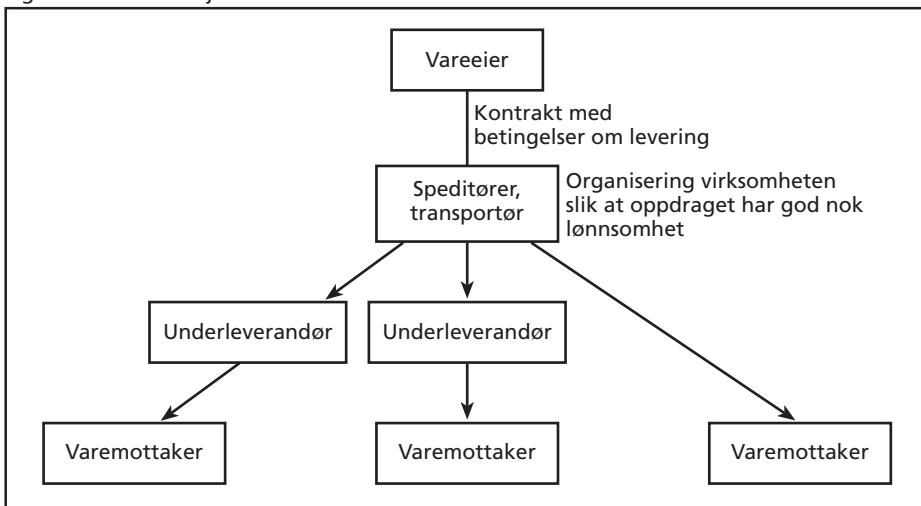 Vareeier
Kontrakt med
betingelser om levering
Speditører,
transportør
Organisering virksomheten
slik at oppdraget har god nok
lønnsomhet
Underleverandør
Underleverandør
Varemottaker
Varemottaker
Varemottaker